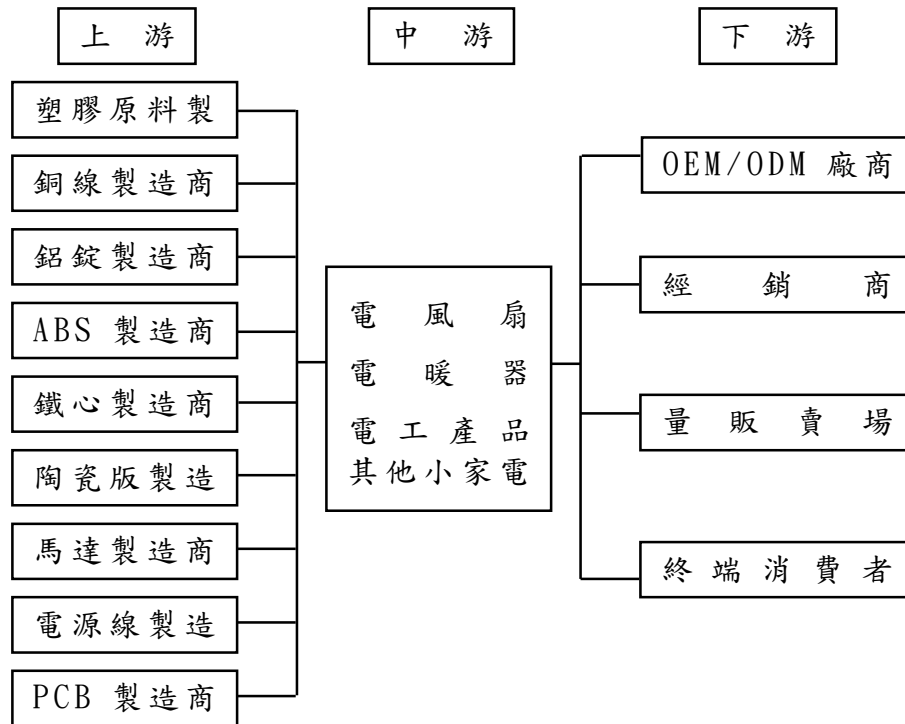 上游
中游
下游
塑膠原料製
銅線製造商
鋁錠製造商
ABS 製造商
鐵心製造商
陶瓷版製造
馬達製造商
電源線製造
PCB 製造商
電風扇
電暖器
電工產品
其他小家電
OEM/ODM 廠商
經銷商
量販賣場
終端消費者